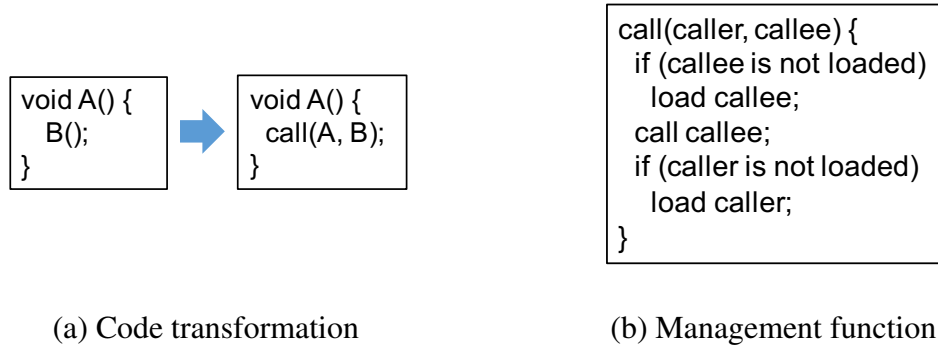 void A() {
B();
}
void A() {
call(A, B);
}
(a) Code transformation
call(caller, callee) {
if (callee is not loaded)
load callee;
call callee;
if (caller is not loaded)
load caller;
}
(b) Management function